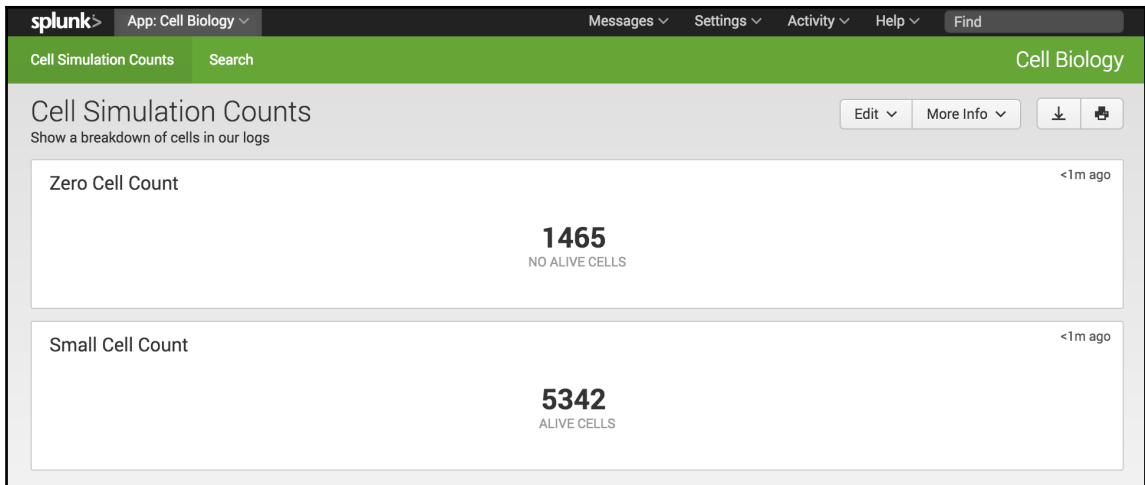 splunk> App: Cell Biology Messages Settings Activity Help Find
Cell Simulation Counts Search Cell Biology
Cell Simulation Counts Edit More Info
Show a breakdown of cells in our logs
Zero Cell Count <1m ago
1465
NO ALIVE CELLS
Small Cell Count <1m ago
5342
ALIVE CELLS